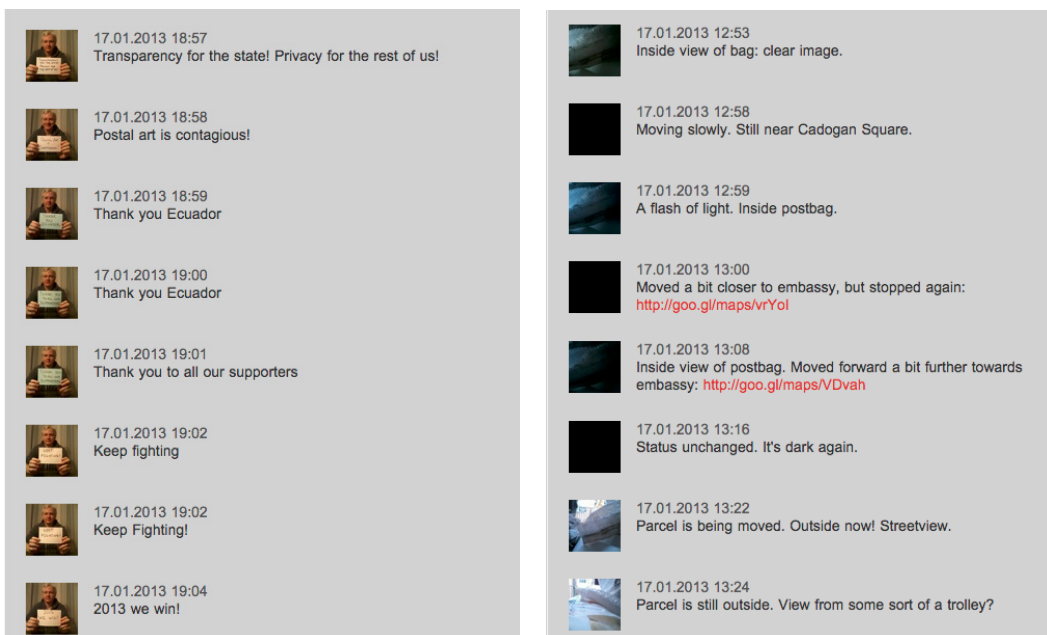 17.01.2013 18:57
Transparency for the state! Privacy for the rest of us!
17.01.2013 18:58
Postal art is contagious!
17.01.2013 18:59
Thank you Ecuador
17.01.2013 19:00
Thank you Ecuador
17.01.2013 19:01
Thank you to all our supporters
17.01.2013 19:02
Keep fighting
17.01.2013 19:02
Keep Fighting!
17.01.2013 19:04
2013 we win!
17.01.2013 12:53
Inside view of bag: clear image.
17.01.2013 12:58
Moving slowly. Still near Cadogan Square.
17.01.2013 12:59
A flash of light. Inside postbag.
17.01.2013 13:00
Moved a bit closer to embassy, but stopped again:
http://goo.gl/maps/vrYoI
17.01.2013 13:08
Inside view of postbag. Moved forward a bit further towards
embassy: http://goo.gl/maps/VDvah
17.01.2013 13:16
Status unchanged. It's dark again.
17.01.2013 13:22
Parcel is being moved. Outside now! Streetview.
17.01.2013 13:24
Parcel is still outside. View from some sort of a trolley?